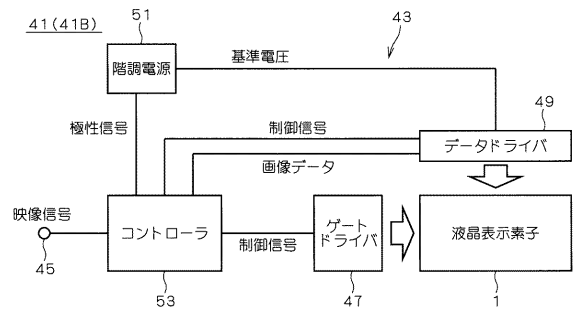 41(41B)
51
43
階調電源
基準電圧
49
極性信号
制御信号
データドライバ
画像データ
映像信号
コントローラ
ゲート
ドライバ
液晶表示素子
制御信号
45
53
47
1